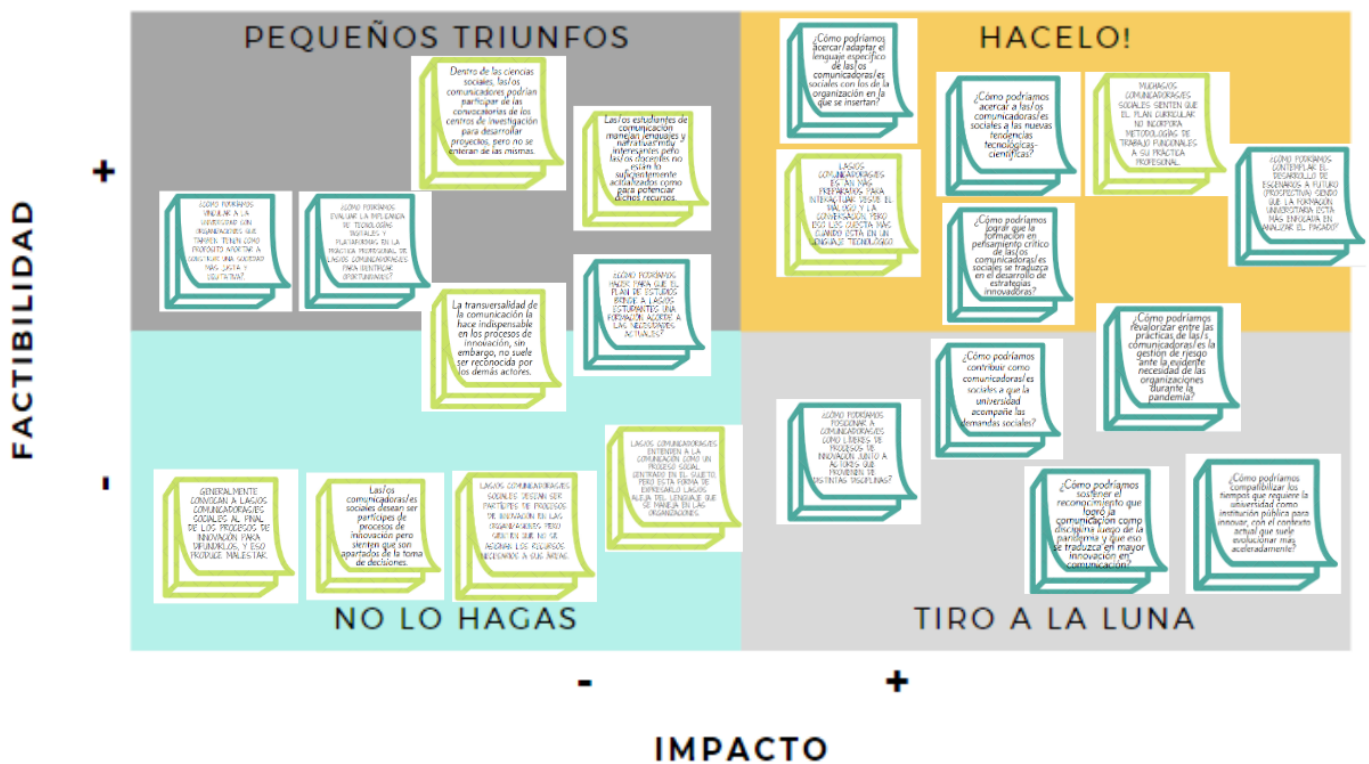 PEQUEÑOS TRIUNFOS
Dentro de las ciencias
sociales, las/os
comunicadores podrían
participar de las
convocatorias de los
centros de investigación
para desarrollar
proyectos, pero no se
enteran de las mismas.
Las/os estudiantes de
comunicación
manejan lenguajes y
narrativas muy
interesantes pero
las/os docentes no
están lo
suficientemente
actualizados como
para potenciar
dichos recursos.
¿CÓMO PODRÍAMOS
VINCULAR A LA
UNIVERSIDAD CON
ORGANIZACIONES QUE
TAMBIÉN TIENEN COMO
PROPÓSITO APORTAR A
CONSTRUIR UNA SOCIEDAD
MÁS JUSTA Y
EQUITATIVA?
¿CÓMO PODRÍAMOS
EVALUAR LA INJERENCIA
DE TECNOLOGÍAS
DIGITALES Y
PLATAFORMAS EN LA
PRÁCTICA PROFESIONAL DE
LAS/OS COMUNICADORAS/ES
PARA IDENTIFICAR
OPORTUNIDADES?
HACELO!
¿Cómo podríamos
acercar/adaptar el
lenguaje específico de
las/os
comunicadoras/es
sociales con los de la
organización en la
que se insertan?
¿Cómo podríamos
acercar a las/os
comunicadoras/es
sociales a las nuevas
tendencias
tecnológicas-
científicas?
MUCHAS/OS
COMUNICADORAS/ES
SOCIALES SIENTEN QUE
EL PLAN CURRICULAR
NO INCORPORA
METODOLOGÍAS DE
TRABAJO FUNCIONALES
A SU PRÁCTICA
PROFESIONAL.
¿CÓMO PODRÍAMOS
CONTEMPLAR EL
DESARROLLO DE
ESCENARIOS A FUTURO
(PROSPECTIVA) SIENDO
QUE LA FORMACIÓN
UNIVERSITARIA ESTÁ
MÁS ENFOCADA EN
ANALIZAR EL PASADO?
LAS/OS
COMUNICADORAS/ES
ESTÁN MÁS
PREPARADOS PARA
INTERACTUAR DESDE EL
DIÁLOGO Y LA
CONVERSACIÓN, PERO
ESO LES CUESTA MÁS
CUANDO ESTÁ EN UN
LENGUAJE TECNOLÓGICO
¿Cómo podríamos
lograr que la
formación en
pensamiento crítico
de las/os
comunicadoras/es
sociales se traduzca
en el desarrollo de
estrategias
innovadoras?
FACTIBILIDAD
+
-
La transversalidad de
la comunicación la
hace indispensable
en los procesos de
innovación, sin
embargo, no suele
ser reconocida por
los demás actores.
¿CÓMO PODRÍAMOS
HACER PARA QUE EL
PLAN DE ESTUDIOS
BRINDE A LAS/OS
ESTUDIANTES UNA
FORMACIÓN ACORDE A
LAS NECESIDADES
ACTUALES?
GENERALMENTE
CONVOCAN A LAS/OS
COMUNICADORAS/ES
SOCIALES AL FINAL
DE LOS PROCESOS DE
INNOVACIÓN PARA
DIFUNDIRLOS, Y ESO
PRODUCE MALESTAR.
Las/os
comunicadoras/es
sociales desean ser
partícipes de
procesos de
innovación pero
sienten que son
apartados de la toma
de decisiones.
LAS/OS COMUNICADORAS/ES
SOCIALES DESEAN SER
PARTÍCIPES DE PROCESOS
DE INNOVACIÓN EN LAS
ORGANIZACIONES PERO
SIENTEN QUE NO SE
ASIGNAN LOS RECURSOS
NECESARIOS A SUS ÁREAS.
LAS/OS COMUNICADORAS/ES
ENTIENDEN A LA
COMUNICACIÓN COMO UN
PROCESO SOCIAL
CENTRADO EN EL SUJETO,
PERO ESTA FORMA DE
EXPRESARLO LAS/OS
ALEJA DEL LENGUAJE QUE
SE MANEJA EN LAS
ORGANIZACIONES.
NO LO HAGAS
¿Cómo podríamos
revalorizar entre las
prácticas de las/s
comunicadoras/es la
gestión de riesgo
ante la evidente
necesidad de las
organizaciones
durante la
pandemia?
¿Cómo podríamos
contribuir como
comunicadoras/es
sociales a que la
universidad
acompañe las
demandas sociales?
¿CÓMO PODRÍAMOS
POSICIONAR A
COMUNICADORAS/ES
COMO LÍDERES DE
PROCESOS DE
INNOVACIÓN JUNTO A
ACTORES QUE
PROVIENEN DE
DISTINTAS DISCIPLINAS?
¿Cómo podríamos
sostener el
reconocimiento que
logró la
comunicación como
disciplina luego de la
pandemia y que eso
se traduzca en mayor
innovación en
comunicación?
¿Cómo podríamos
compatibilizar los
tiempos que requiere la
universidad como
institución pública para
innovar, con el contexto
actual que suele
evolucionar más
aceleradamente?
TIRO A LA LUNA
-
+
IMPACTO